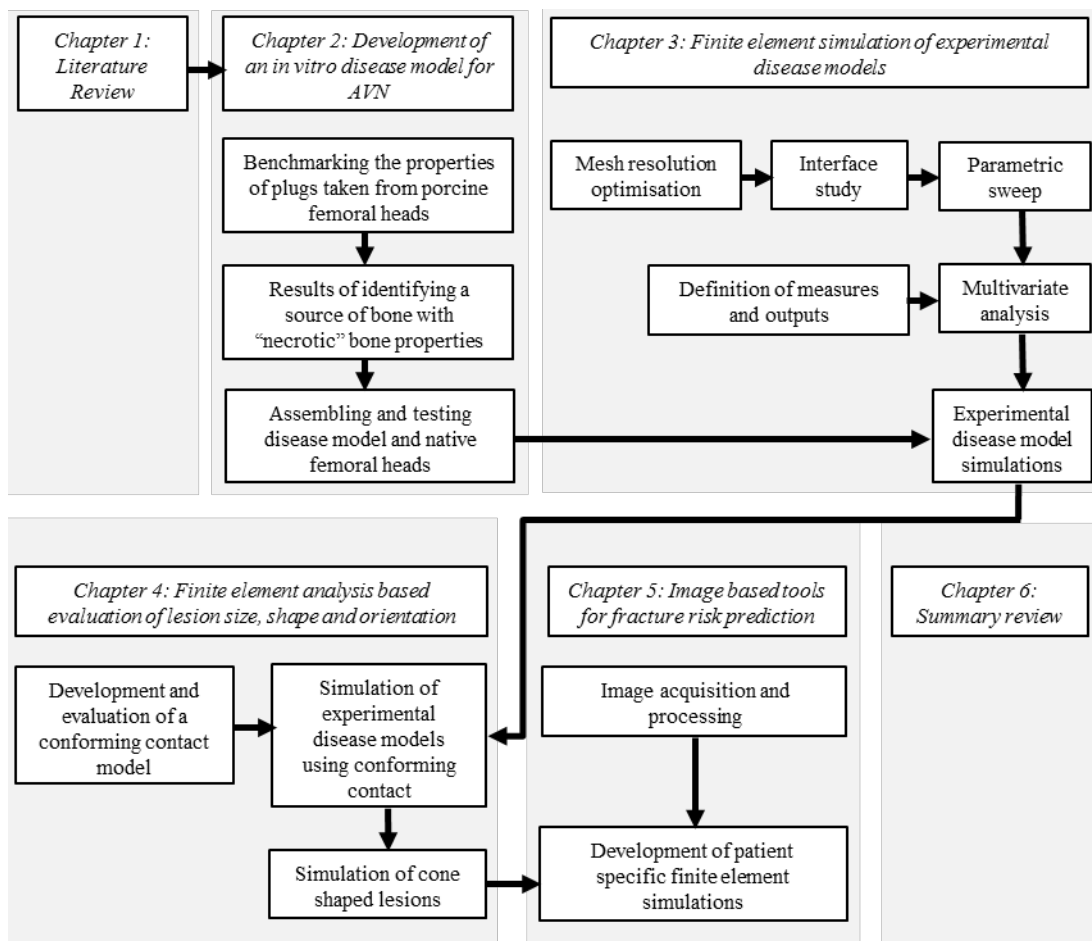 Chapter 1:
Literature
Review
Chapter 2: Development of
an in vitro disease model for
AVN
Benchmarking the properties
of plugs taken from porcine
femoral heads
Results of identifying a
source of bone with
“necrotic” bone properties
Assembling and testing
disease model and native
femoral heads
Chapter 3: Finite element simulation of experimental
disease models
Mesh resolution
optimisation
Interface
study
Parametric
sweep
Definition of measures
and outputs
Multivariate
analysis
Experimental
disease model
simulations
Chapter 4: Finite element analysis based
evaluation of lesion size, shape and orientation
Development and
evaluation of a
conforming contact
model
Simulation of
experimental
disease models
using conforming
contact
Simulation of cone
shaped lesions
Chapter 5: Image based tools
for fracture risk prediction
Image acquisition and
processing
Development of patient
specific finite element
simulations
Chapter 6:
Summary review